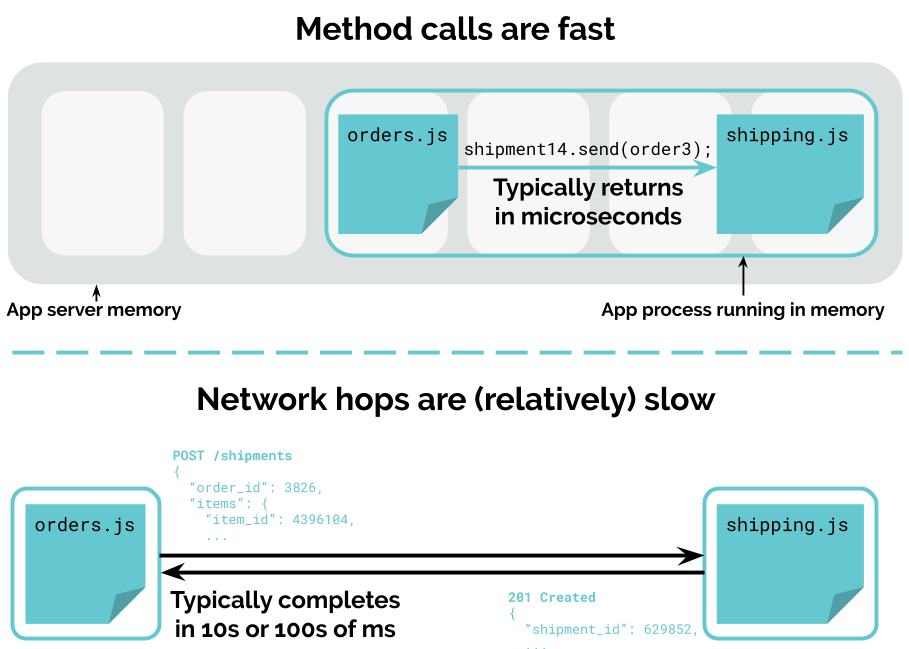 Method calls are fast
orders.js
shipment14.send(order3);
shipping.js
Typically returns
in microseconds
App server memory
App process running in memory
Network hops are (relatively) slow
POST /shipments
{
"order_id": 3826,
"items": {
"item_id": 4396104,
...
orders.js
shipping.js
Typically completes
in 10s or 100s of ms
201 Created
{
"shipment_id": 629852,
...